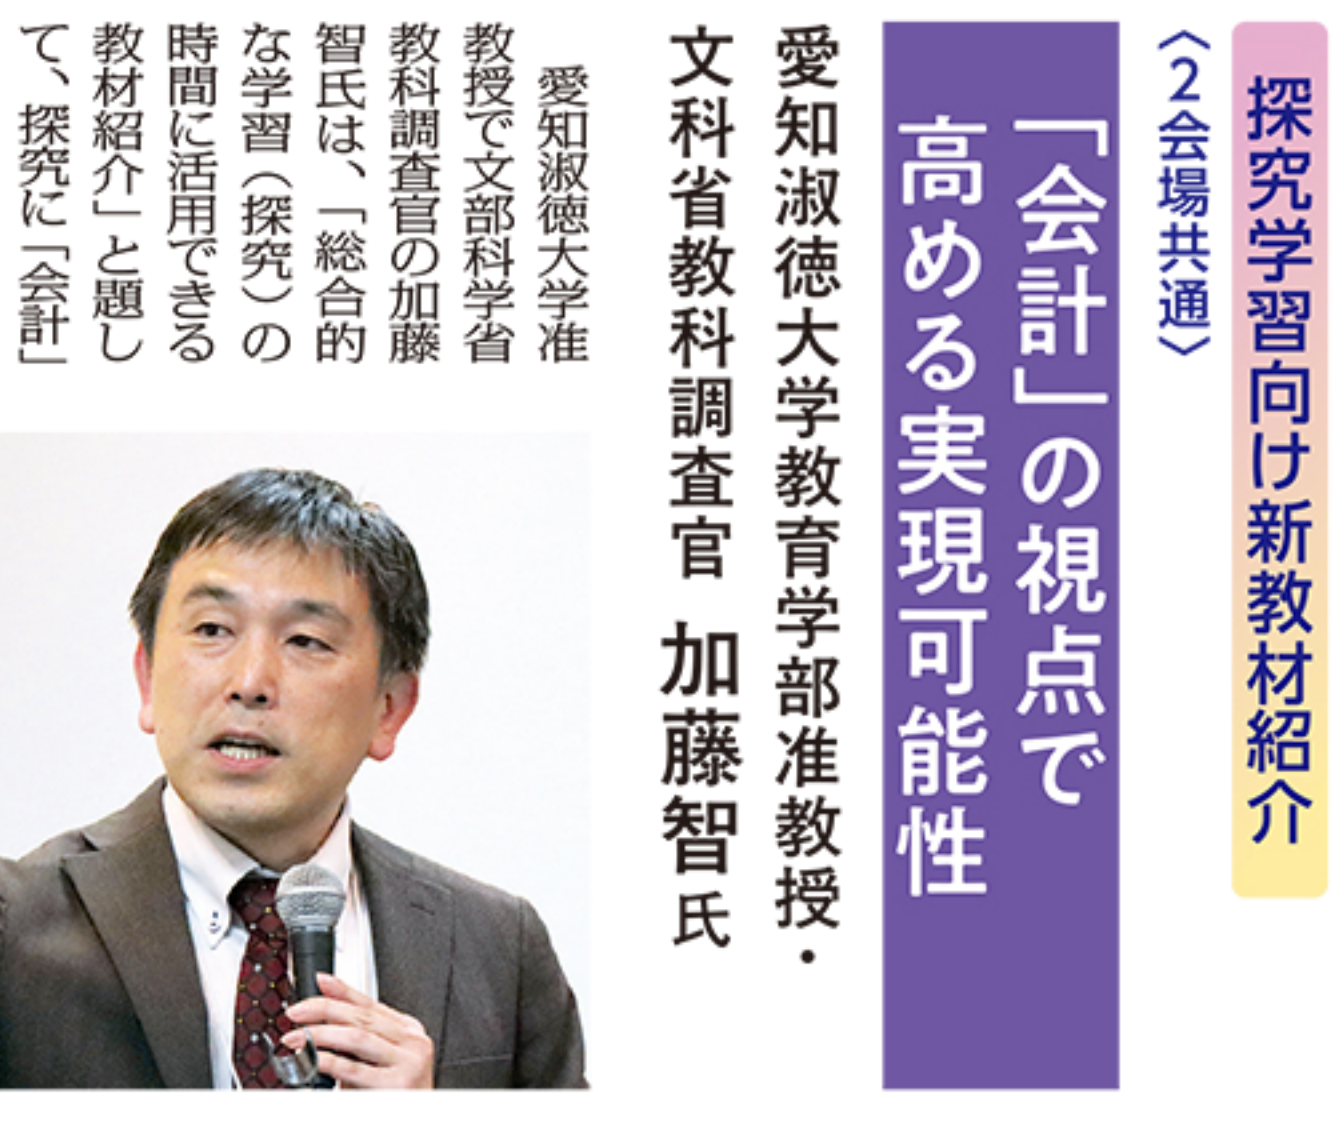 探究学習向け新教材紹介
〈2会場共通〉
「会計」の視点で
高める実現可能性
愛知淑徳大学教育学部准教授・
文科省教科調査官 加藤智氏
愛知淑徳大学准
教授で文部科学省
教科調査官の加藤
智氏は、「総合的
な学習（探究）の
時間に活用できる
教材紹介」と題し
て、探究に「会計」